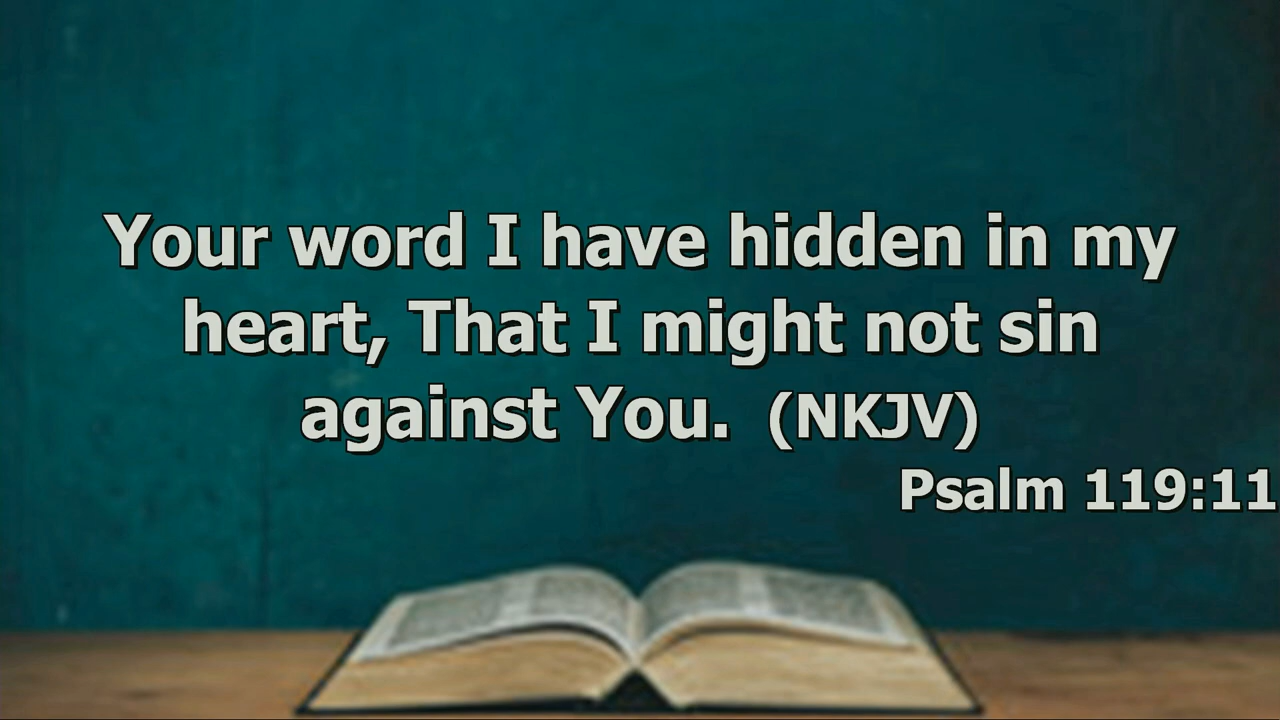 Your word I have hidden in my
heart, That I might not sin
against You. (NKJV)
Psalm 119:11